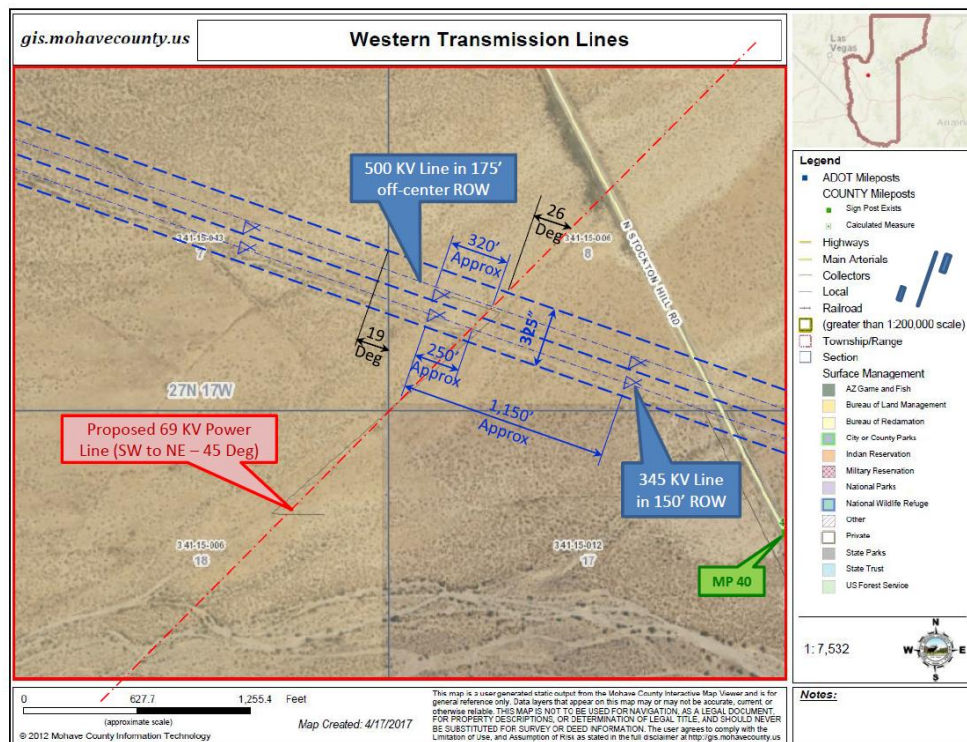 gis.mohavecounty.us
Western Transmission Lines
Las
Vegas
Arizona
500 KV Line in 175'
off-center ROW
26
Deg
320'
Approx
341-15-043
7
341-15-006
8
N STOCKTON HILL RD
19
Deg
325"
250'
Approx
27N 17W
1,150'
Approx
Proposed 69 KV Power
Line (SW to NE – 45 Deg)
345 KV Line
in 150' ROW
341-15-006
18
341-15-012
17
MP 40
Legend
ADOT Mileposts
COUNTY Mileposts
Sign Post Exists
Calculated Measure
Highways
Main Arterials
Collectors
Local
Railroad
(greater than 1:200,000 scale)
Township/Range
Section
Surface Management
AZ Game and Fish
Bureau of Land Management
Bureau of Reclamation
City or County Parks
Indian Reservation
Military Reservation
National Parks
National Wildlife Refuge
Other
Private
State Parks
State Trust
US Forest Service
1: 7,532
N
W E
S
0 627.7 1,255.4 Feet
(approximate scale)
© 2012 Mohave County Information Technology
Map Created: 4/17/2017
This map is a user generated static output from the Mohave County Interactive Map Viewer and is for
general reference only. Data layers that appear on this map may or may not be accurate, current, or
otherwise reliable. THIS MAP IS NOT TO BE USED FOR NAVIGATION, AS A LEGAL DOCUMENT,
FOR PROPERTY DESCRIPTIONS, OR DETERMINATION OF LEGAL TITLE, AND SHOULD NEVER
BE SUBSTITUTED FOR SURVEY OR DEED INFORMATION. The user agrees to comply with the
Limitation of Use, and Assumption of Risk as stated in the full disclaimer at http://gis.mohavecounty.us
Notes: